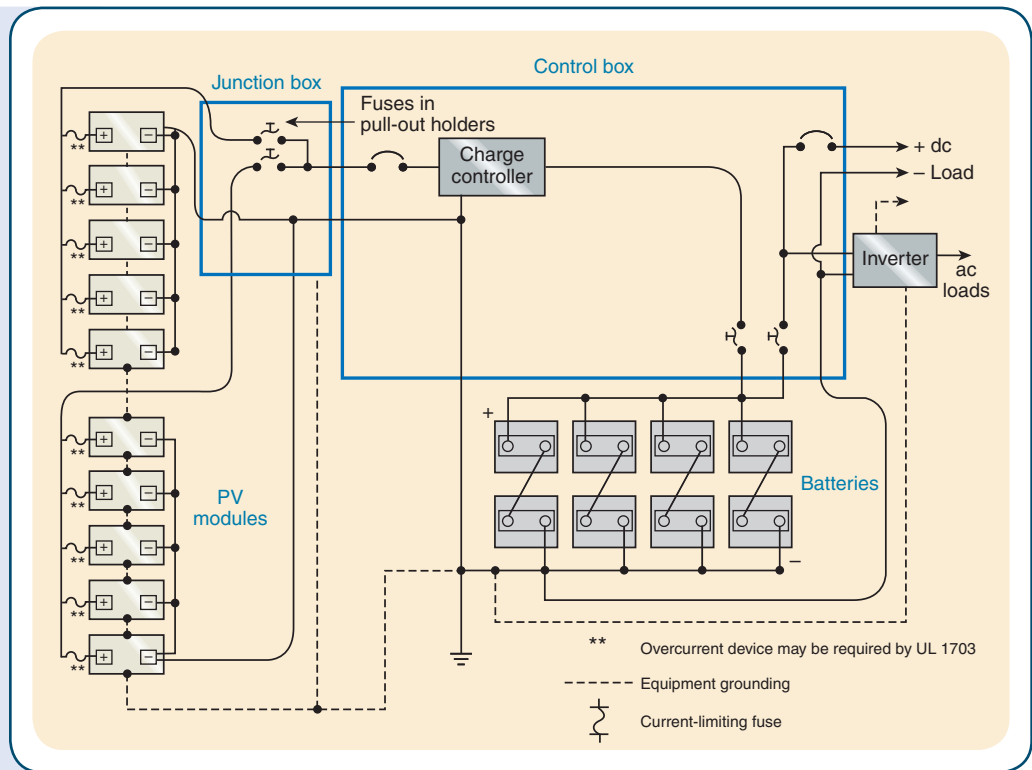 Control box
Junction box
Fuses in
pull-out holders
Charge
controller
+ dc
– Load
Inverter
ac
loads
+ –
**
+ –
**
+ –
**
+ –
**
+ –
**
+ –
**
+ –
**
+ –
**
+ –
**
+ –
**
PV
modules
+
Batteries
–
** Overcurrent device may be required by UL 1703
Equipment grounding
Current-limiting fuse